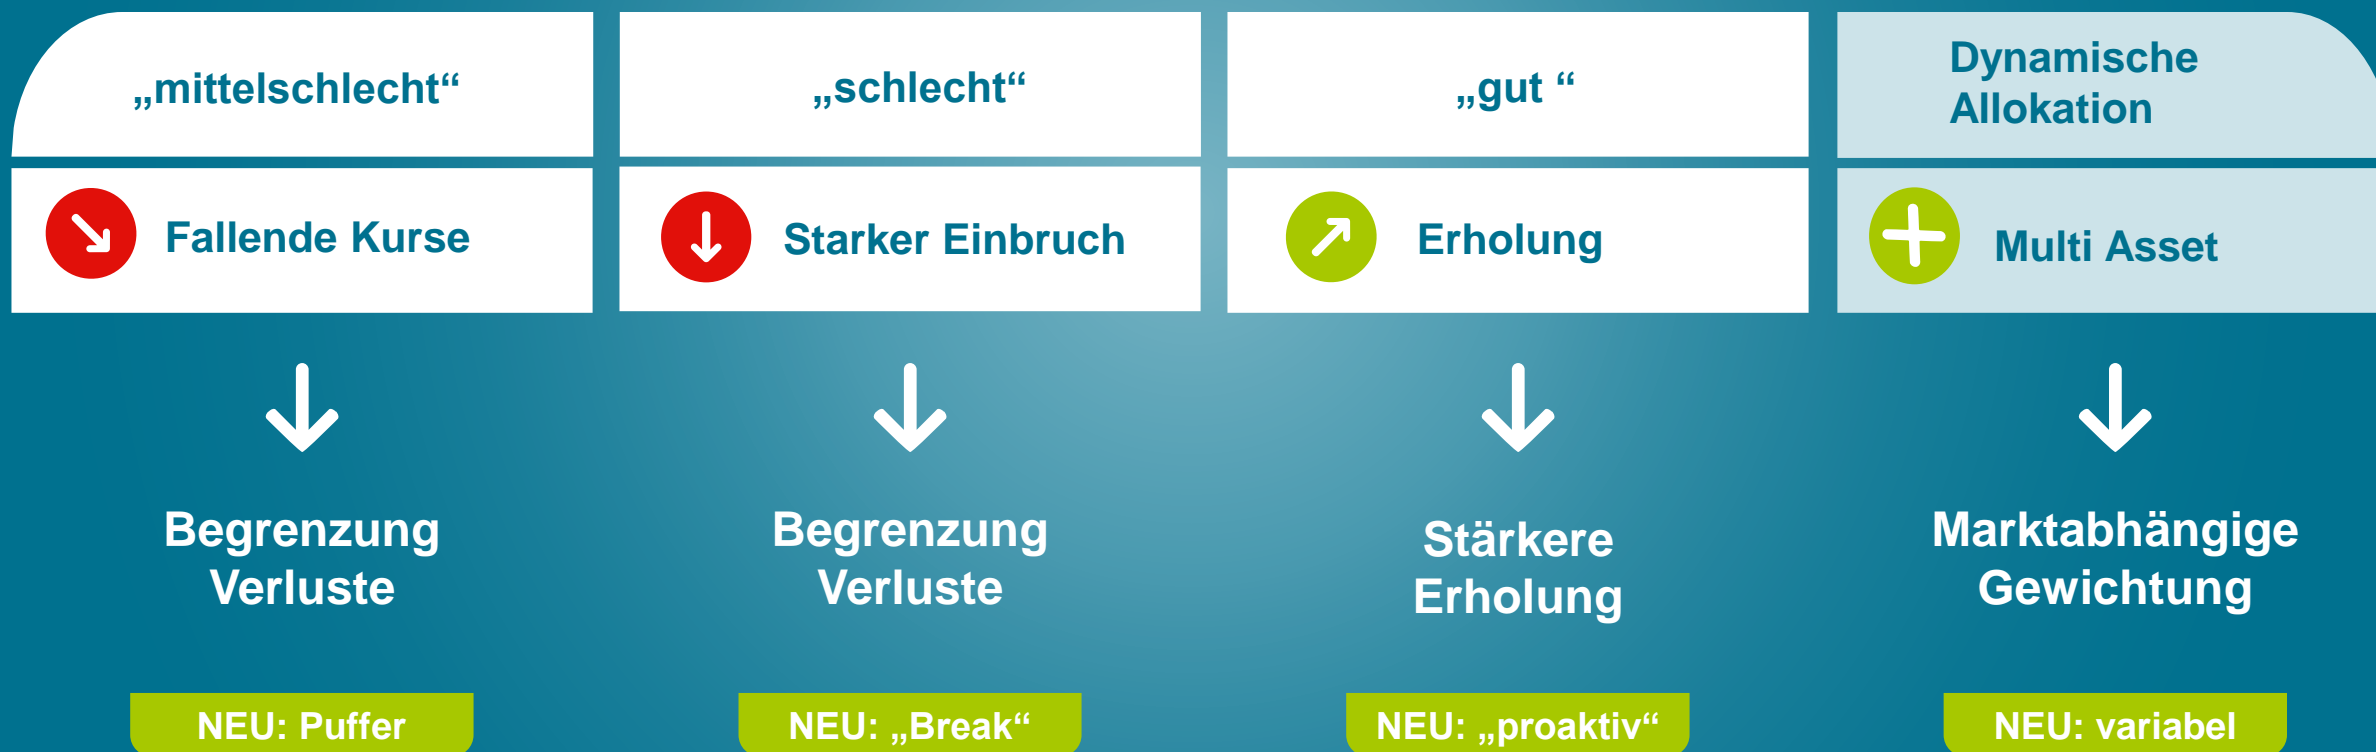 „mittelschlecht“
„schlecht“
„gut “
Dynamische
Allokation
Fallende Kurse
Starker Einbruch
Erholung
Multi Asset
Begrenzung
Verluste
Begrenzung
Verluste
Stärkere
Erholung
Marktabhängige
Gewichtung
NEU: Puffer
NEU: „Break“
NEU: „proaktiv“
NEU: variabel